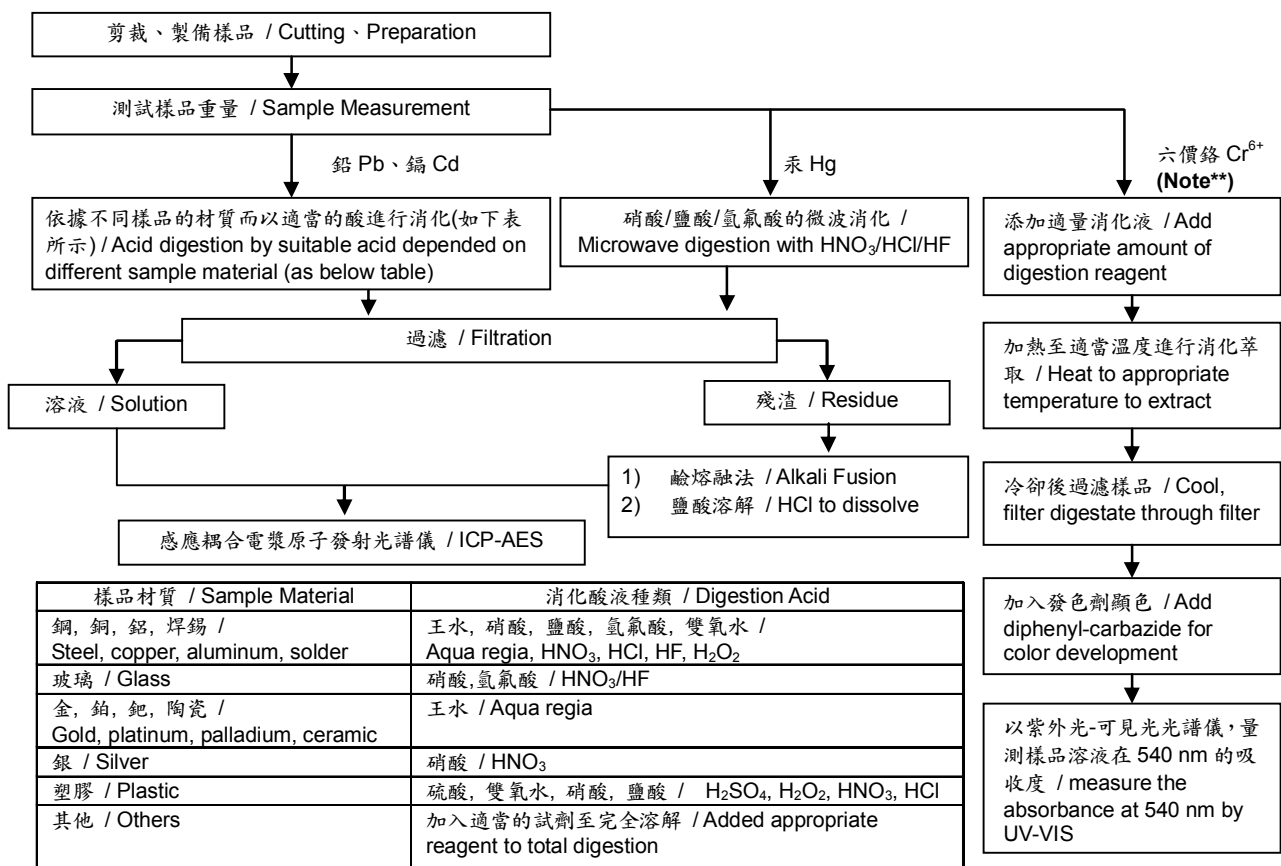 剪裁、製備樣品 / Cutting、Preparation
測試樣品重量 / Sample Measurement
鉛 Pb、鎘 Cd
汞 Hg
六價鉻 Cr⁶⁺
(Note**)
依據不同樣品的材質而以適當的酸進行消化(如下表
所示) / Acid digestion by suitable acid depended on
different sample material (as below table)
硝酸/鹽酸/氫氟酸的微波消化 /
Microwave digestion with HNO₃/HCl/HF
添加適量消化液 / Add
appropriate amount of
digestion reagent
過濾 / Filtration
加熱至適當溫度進行消化萃
取 / Heat to appropriate
temperature to extract
溶液 / Solution
殘渣 / Residue
1) 鹼熔融法 / Alkali Fusion
2) 鹽酸溶解 / HCl to dissolve
冷卻後過濾樣品 / Cool,
filter digestate through filter
感應耦合電漿原子發射光譜儀 / ICP-AES
加入發色劑顯色 / Add
diphenyl-carbazide for
color development
以紫外光-可見光光譜儀，量
測樣品溶液在 540 nm 的吸
收度 / measure the
absorbance at 540 nm by
UV-VIS
樣品材質 / Sample Material 消化酸液種類 / Digestion Acid
鋼, 銅, 鋁, 焊錫 / 王水, 硝酸, 鹽酸, 氫氟酸, 雙氧水 /
Steel, copper, aluminum, solder Aqua regia, HNO₃, HCl, HF, H₂O₂
玻璃 / Glass 硝酸,氫氟酸 / HNO₃/HF
金, 鉑, 鈀, 陶瓷 / 王水 / Aqua regia
Gold, platinum, palladium, ceramic
銀 / Silver 硝酸 / HNO₃
塑膠 / Plastic 硫酸, 雙氧水, 硝酸, 鹽酸 / H₂SO₄, H₂O₂, HNO₃, HCl
其他 / Others 加入適當的試劑至完全溶解 / Added appropriate
reagent to total digestion